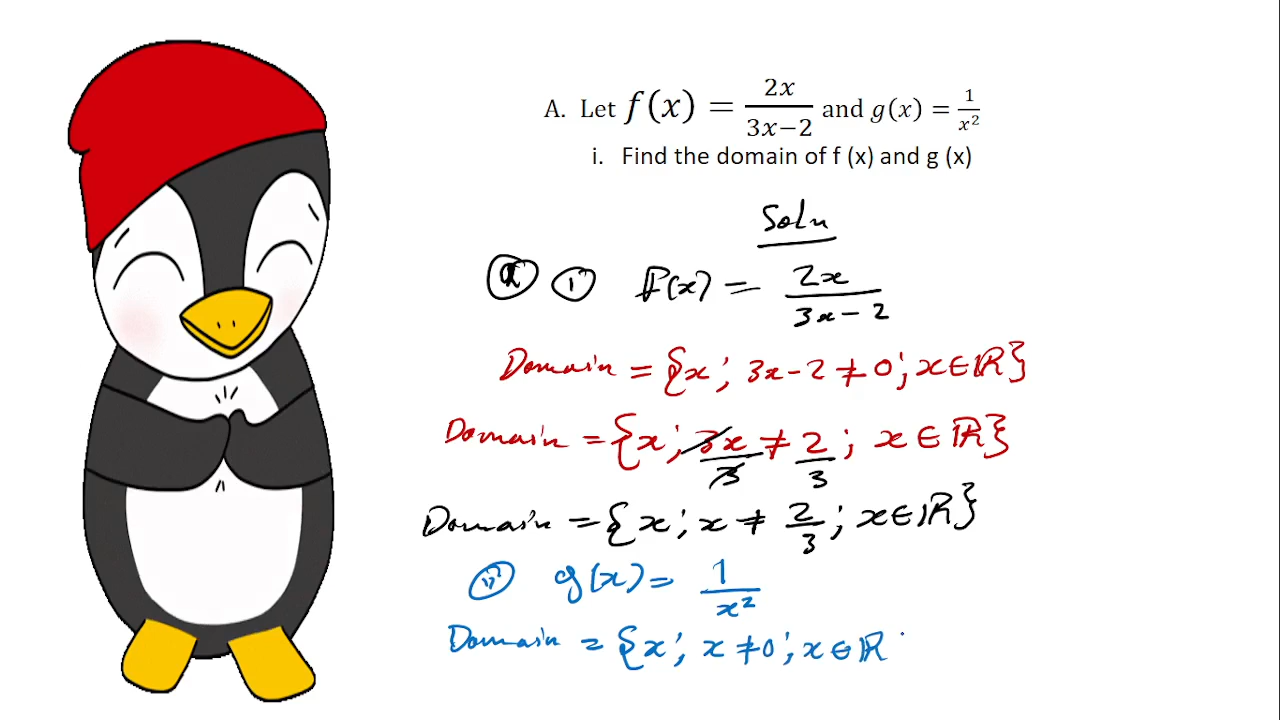 A. Let f(x) = 2x/3x−2 and g(x) = 1/x²
i. Find the domain of f (x) and g (x)
Soln
(i) F(x) = 2x/3x-2
Domain = {x; 3x-2 ≠ 0; x∈ℝ}
Domain = {x; 3x/3 ≠ 2/3; x∈ℝ}
Domain = {x; x ≠ 2/3; x∈ℝ}
(ii) g(x) = 1/x²
Domain = {x; x≠0; x∈ℝ